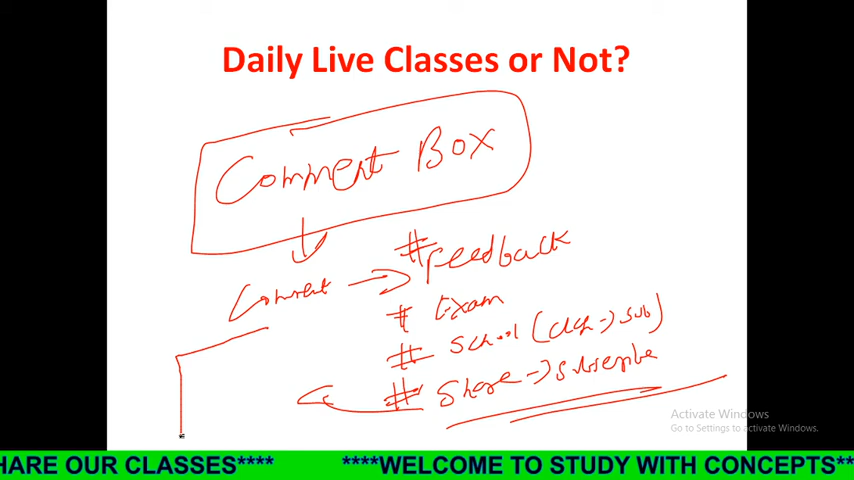 Daily Live Classes or Not?
Comment Box
Comment → # Feedback
# Exam
# School ( → Sub)
# Share → Subscribe
Activate Windows
Go to Settings to activate Windows.
HARE OUR CLASSES**** ****WELCOME TO STUDY WITH CONCEPTS****